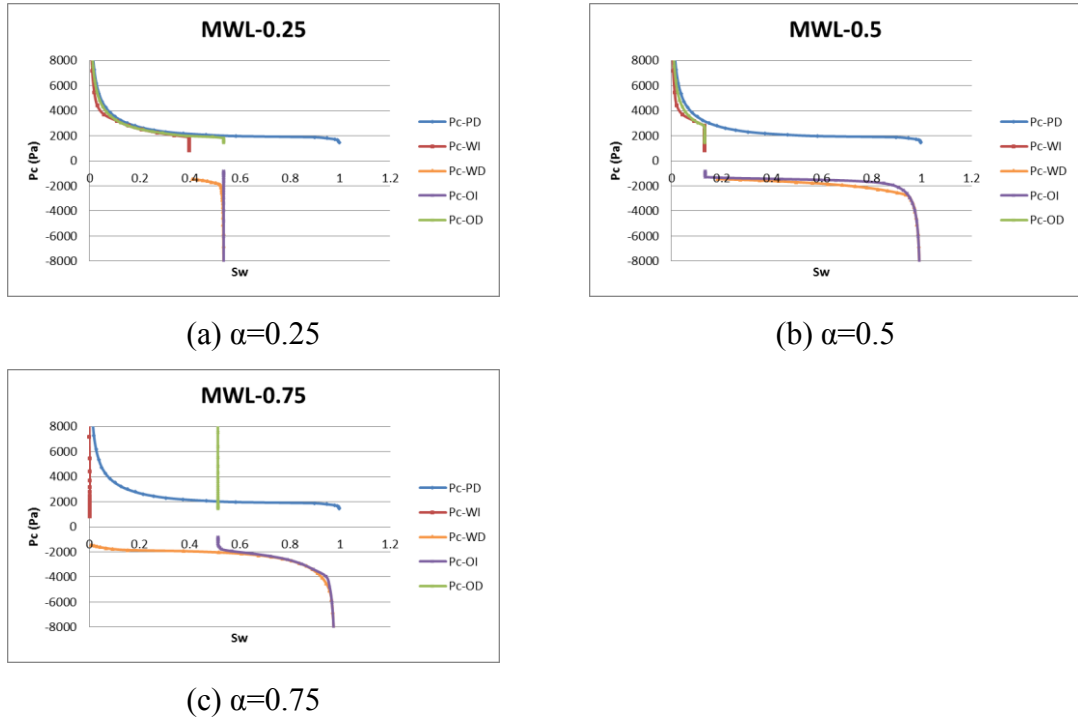 MWL-0.25
8000
6000
4000
2000
0
-2000
-4000
-6000
-8000
0 0.2 0.4 0.6 0.8 1 1.2
Pc (Pa)
Sw
Pc-PD
Pc-WI
Pc-WD
Pc-OI
Pc-OD
(a) α=0.25
MWL-0.5
8000
6000
4000
2000
0
-2000
-4000
-6000
-8000
0 0.2 0.4 0.6 0.8 1 1.2
Pc (Pa)
Sw
Pc-PD
Pc-WI
Pc-WD
Pc-OI
Pc-OD
(b) α=0.5
MWL-0.75
8000
6000
4000
2000
0
-2000
-4000
-6000
-8000
0 0.2 0.4 0.6 0.8 1 1.2
Pc (Pa)
Sw
Pc-PD
Pc-WI
Pc-WD
Pc-OI
Pc-OD
(c) α=0.75